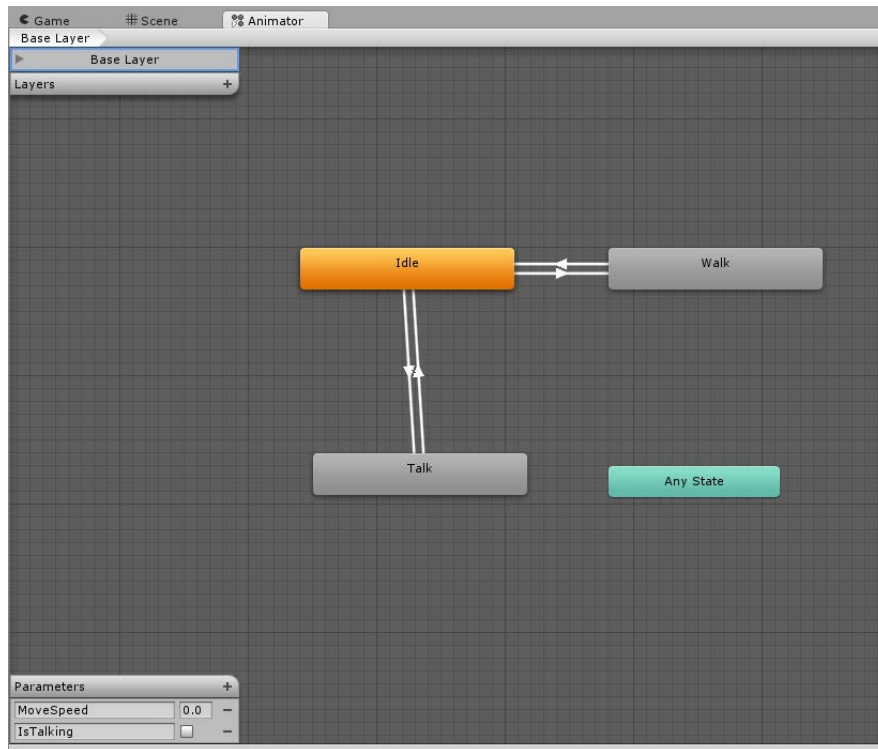 Game Scene Animator
Base Layer
Base Layer
Layers +
Idle
Walk
Talk
Any State
Parameters +
MoveSpeed 0.0 −
IsTalking −